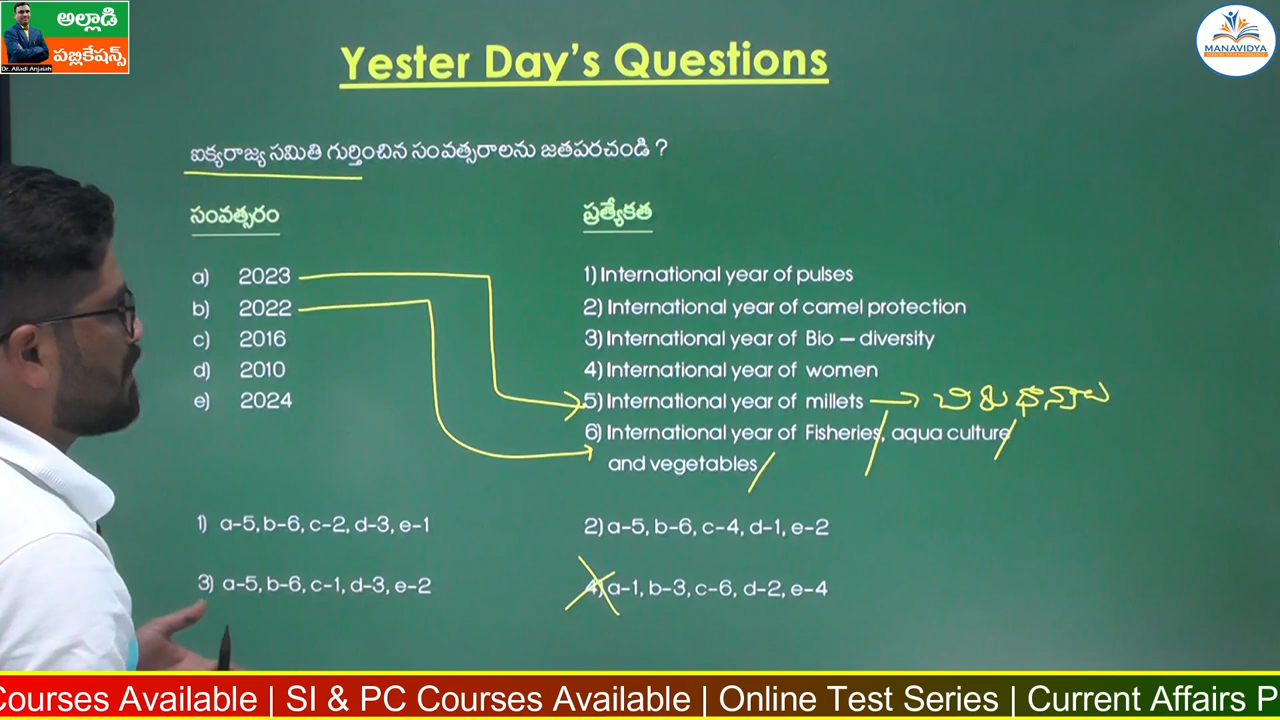 అల్లాడి
పబ్లికేషన్స్
Dr. Alladi Anjaiah
MANAVIDYA
Yester Day's Questions
ఐక్యరాజ్య సమితి గుర్తించిన సంవత్సరాలను జతపరచండి ?
సంవత్సరం
ప్రత్యేకత
a) 2023
1) International year of pulses
b) 2022
2) International year of camel protection
c) 2016
3) International year of Bio – diversity
d) 2010
4) International year of women
e) 2024
5) International year of millets → చిరుధాన్యాలు
6) International year of Fisheries, aqua culture
and vegetables
1) a-5, b-6, c-2, d-3, e-1
2) a-5, b-6, c-4, d-1, e-2
3) a-5, b-6, c-1, d-3, e-2
4) a-1, b-3, c-6, d-2, e-4
Courses Available | SI & PC Courses Available | Online Test Series | Current Affairs P